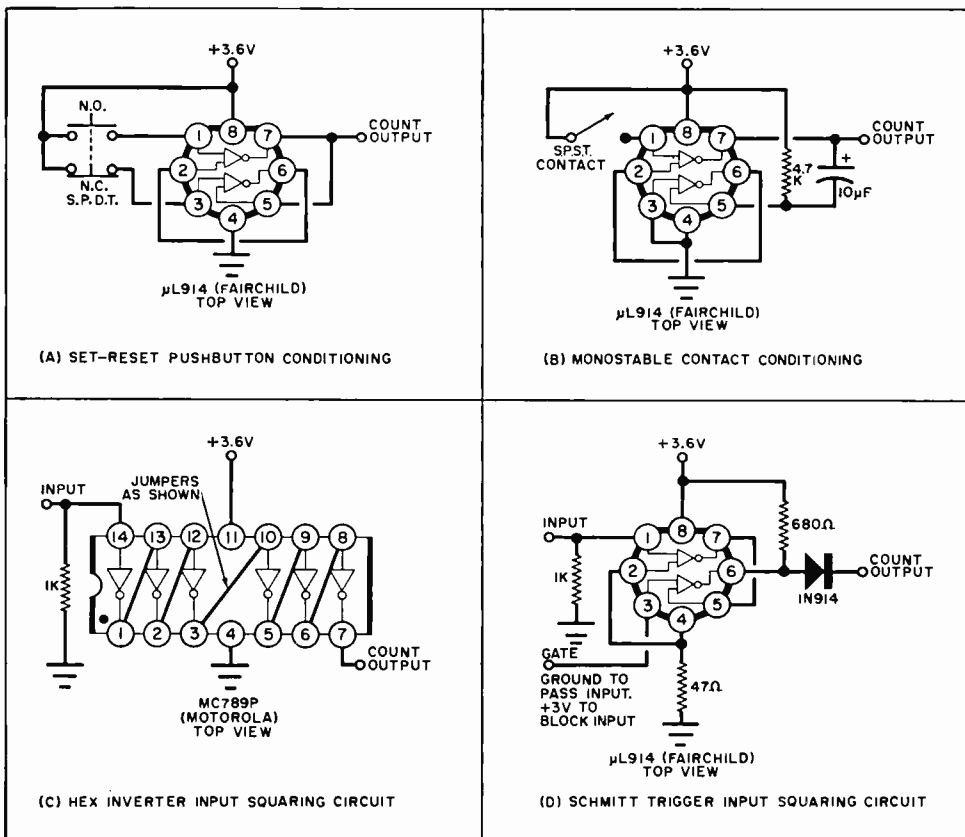 +3.6V
N.O.
N.C.
S.P.D.T.
1 8 7
2 6
3 4 5
COUNT
OUTPUT
µL914 (FAIRCHILD)
TOP VIEW
(A) SET-RESET PUSHBUTTON CONDITIONING
+3.6V
S.P.S.T.
CONTACT
1 8 7
2 6
3 4 5
4.7
K
+
10µF
COUNT
OUTPUT
µL914 (FAIRCHILD)
TOP VIEW
(B) MONOSTABLE CONTACT CONDITIONING
+3.6V
INPUT
JUMPERS
AS SHOWN
14 13 12 11 10 9 8
1K
1 2 3 4 5 6 7
COUNT
OUTPUT
MC789P
(MOTOROLA)
TOP VIEW
(C) HEX INVERTER INPUT SQUARING CIRCUIT
+3.6V
INPUT
1K
1 8 7
2 6
3 4 5
680Ω
1N914
COUNT
OUTPUT
GATE
GROUND TO
PASS INPUT.
+3V TO
BLOCK INPUT
47Ω
µL914 (FAIRCHILD)
TOP VIEW
(D) SCHMITT TRIGGER INPUT SQUARING CIRCUIT